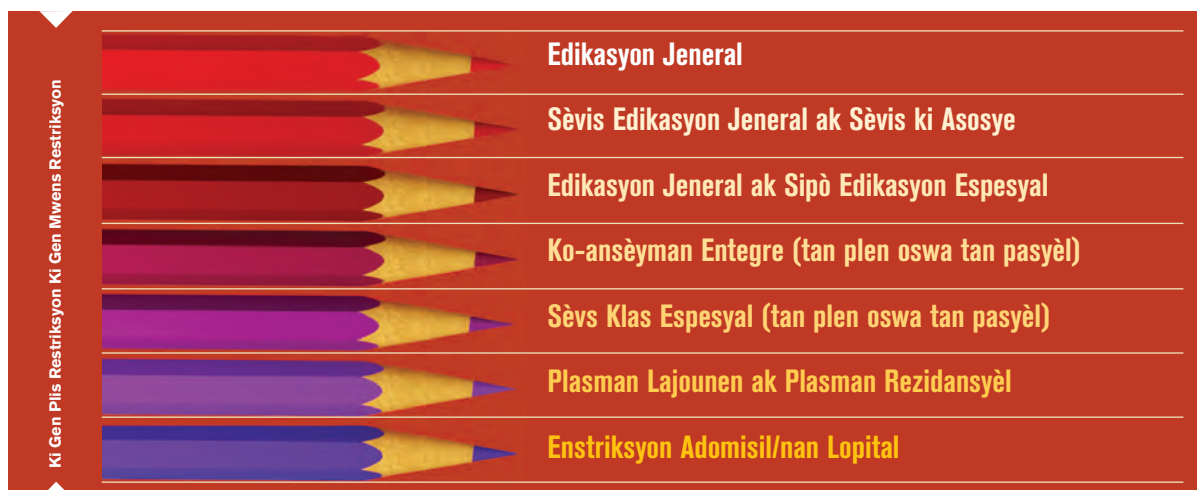 Ki Gen Plis Restriksyon Ki Gen Mwens Restriksyon
Edikasyon Jeneral
Sèvis Edikasyon Jeneral ak Sèvis ki Asosye
Edikasyon Jeneral ak Sipò Edikasyon Espesyal
Ko-ansèyman Entegre (tan plen oswa tan pasyèl)
Sèvs Klas Espesyal (tan plen oswa tan pasyèl)
Plasman Lajounen ak Plasman Rezidansyèl
Enstriksyon Adomisil/nan Lopital